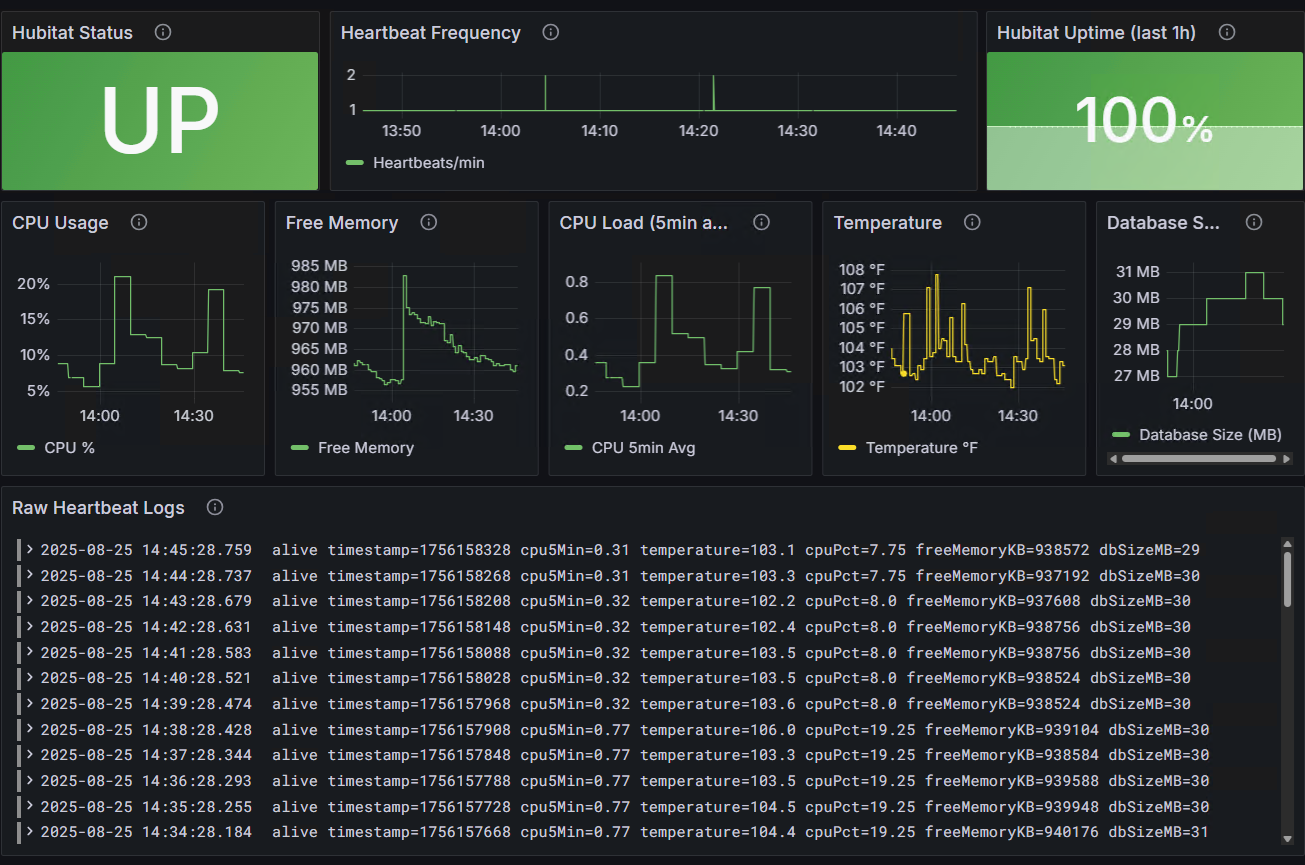 Hubitat Status
Heartbeat Frequency
Hubitat Uptime (last 1h)
UP
2
1
13:50 14:00 14:10 14:20 14:30 14:40
Heartbeats/min
100%
CPU Usage
20%
15%
10%
5%
14:00 14:30
CPU %
Free Memory
985 MB
980 MB
975 MB
970 MB
965 MB
960 MB
955 MB
14:00 14:30
Free Memory
CPU Load (5min a...
0.8
0.6
0.4
0.2
14:00 14:30
CPU 5min Avg
Temperature
108 °F
107 °F
106 °F
105 °F
104 °F
103 °F
102 °F
14:00 14:30
Temperature °F
Database S...
31 MB
30 MB
29 MB
28 MB
27 MB
14:00
Database Size (MB)
Raw Heartbeat Logs
> 2025-08-25 14:45:28.759 alive timestamp=1756158328 cpu5Min=0.31 temperature=103.1 cpuPct=7.75 freeMemoryKB=938572 dbSizeMB=29
> 2025-08-25 14:44:28.737 alive timestamp=1756158268 cpu5Min=0.31 temperature=103.3 cpuPct=7.75 freeMemoryKB=937192 dbSizeMB=30
> 2025-08-25 14:43:28.679 alive timestamp=1756158208 cpu5Min=0.32 temperature=102.2 cpuPct=8.0 freeMemoryKB=937608 dbSizeMB=30
> 2025-08-25 14:42:28.631 alive timestamp=1756158148 cpu5Min=0.32 temperature=102.4 cpuPct=8.0 freeMemoryKB=938756 dbSizeMB=30
> 2025-08-25 14:41:28.583 alive timestamp=1756158088 cpu5Min=0.32 temperature=103.5 cpuPct=8.0 freeMemoryKB=938756 dbSizeMB=30
> 2025-08-25 14:40:28.521 alive timestamp=1756158028 cpu5Min=0.32 temperature=103.5 cpuPct=8.0 freeMemoryKB=938524 dbSizeMB=30
> 2025-08-25 14:39:28.474 alive timestamp=1756157968 cpu5Min=0.32 temperature=103.6 cpuPct=8.0 freeMemoryKB=938524 dbSizeMB=30
> 2025-08-25 14:38:28.428 alive timestamp=1756157908 cpu5Min=0.77 temperature=106.0 cpuPct=19.25 freeMemoryKB=939104 dbSizeMB=30
> 2025-08-25 14:37:28.344 alive timestamp=1756157848 cpu5Min=0.77 temperature=103.3 cpuPct=19.25 freeMemoryKB=938584 dbSizeMB=30
> 2025-08-25 14:36:28.293 alive timestamp=1756157788 cpu5Min=0.77 temperature=103.5 cpuPct=19.25 freeMemoryKB=939588 dbSizeMB=30
> 2025-08-25 14:35:28.255 alive timestamp=1756157728 cpu5Min=0.77 temperature=104.5 cpuPct=19.25 freeMemoryKB=939948 dbSizeMB=30
> 2025-08-25 14:34:28.184 alive timestamp=1756157668 cpu5Min=0.77 temperature=104.4 cpuPct=19.25 freeMemoryKB=940176 dbSizeMB=31